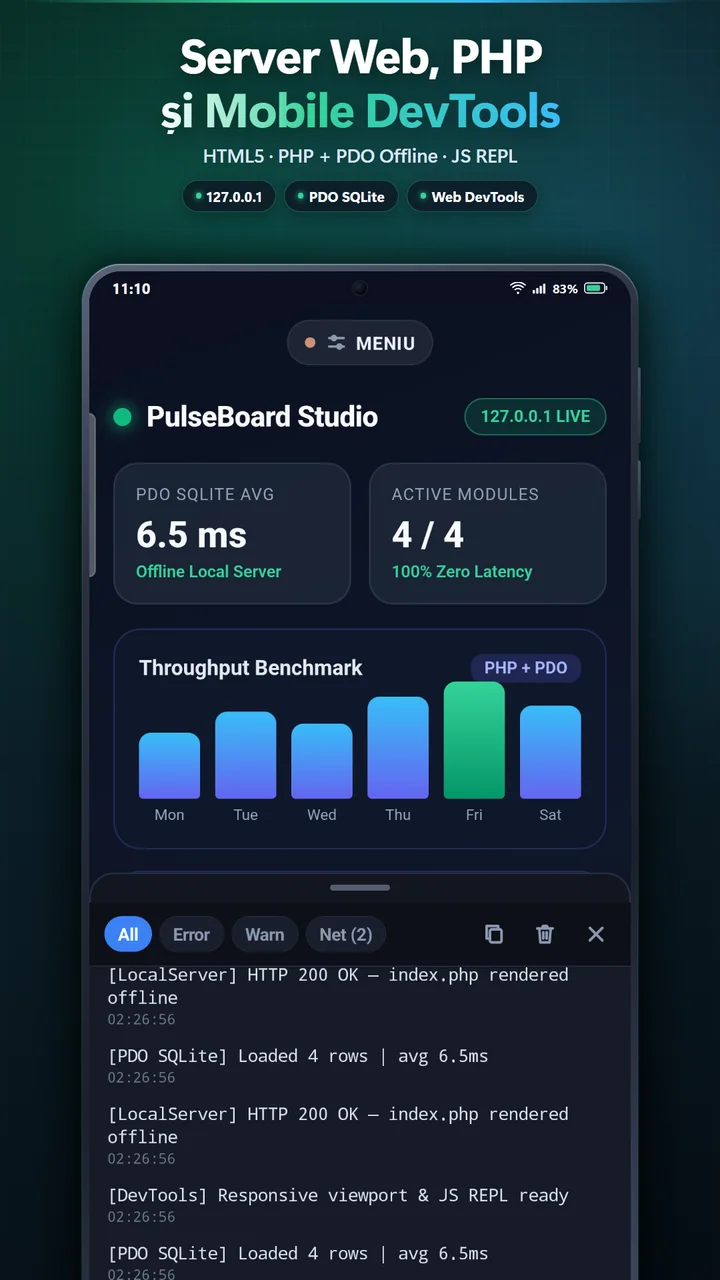 Server Web, PHP
și Mobile DevTools
HTML5 · PHP + PDO Offline · JS REPL
127.0.0.1
PDO SQLite
Web DevTools
11:10
83%
MENIU
PulseBoard Studio
127.0.0.1 LIVE
PDO SQLITE AVG
ACTIVE MODULES
6.5 ms
4 / 4
Offline Local Server
100% Zero Latency
Throughput Benchmark
PHP + PDO
Mon
Tue
Wed
Thu
Fri
Sat
All
Error
Warn
Net (2)
[LocalServer] HTTP 200 OK — index.php rendered
offline
02:26:56
[PDO SQLite] Loaded 4 rows | avg 6.5ms
02:26:56
[LocalServer] HTTP 200 OK — index.php rendered
offline
02:26:56
[DevTools] Responsive viewport & JS REPL ready
02:26:56
[PDO SQLite] Loaded 4 rows | avg 6.5ms
02:26:56